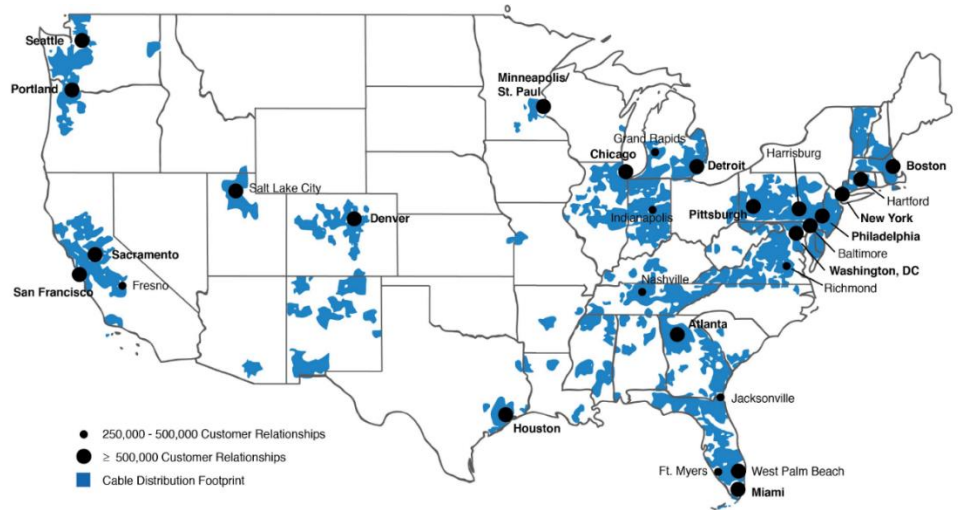 Seattle
Portland
Minneapolis/
St. Paul
Grand Rapids
Chicago
Detroit
Harrisburg
Boston
Hartford
Salt Lake City
Denver
Indianapolis
Pittsburgh
New York
Philadelphia
Baltimore
Washington, DC
Richmond
Sacramento
San Francisco
Fresno
Nashville
Atlanta
Jacksonville
Houston
Ft. Myers
West Palm Beach
Miami
250,000 - 500,000 Customer Relationships
≥ 500,000 Customer Relationships
Cable Distribution Footprint